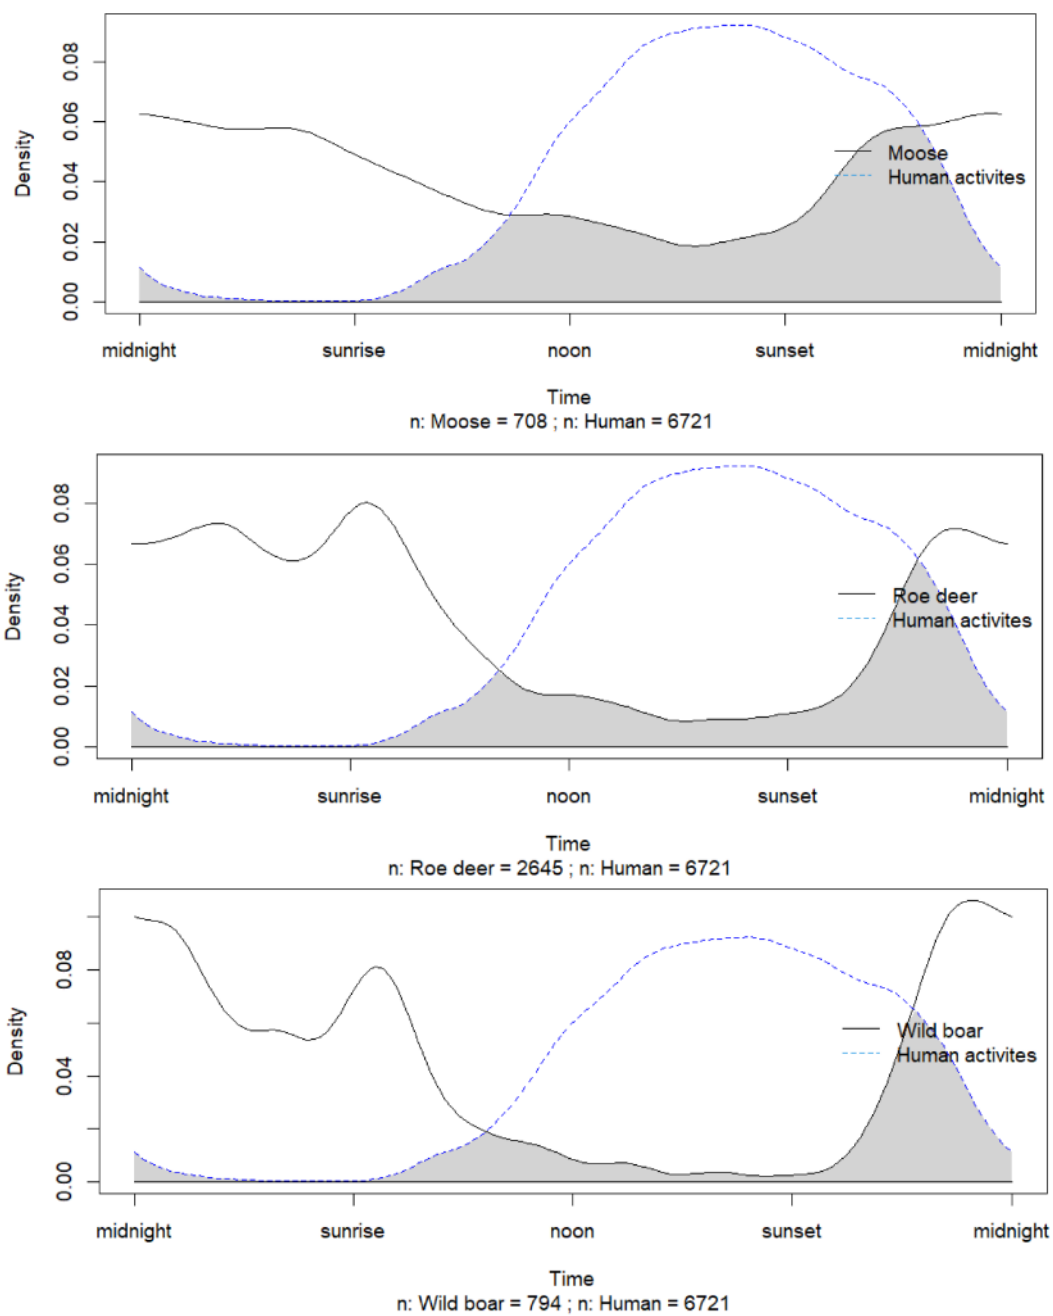 Density
0.00
0.02
0.04
0.06
0.08
Moose
Human activites
midnight
sunrise
noon
sunset
midnight
Time
n: Moose = 708 ; n: Human = 6721
Density
0.00
0.02
0.04
0.06
0.08
Roe deer
Human activites
midnight
sunrise
noon
sunset
midnight
Time
n: Roe deer = 2645 ; n: Human = 6721
Density
0.00
0.04
0.08
Wild boar
Human activites
midnight
sunrise
noon
sunset
midnight
Time
n: Wild boar = 794 ; n: Human = 6721